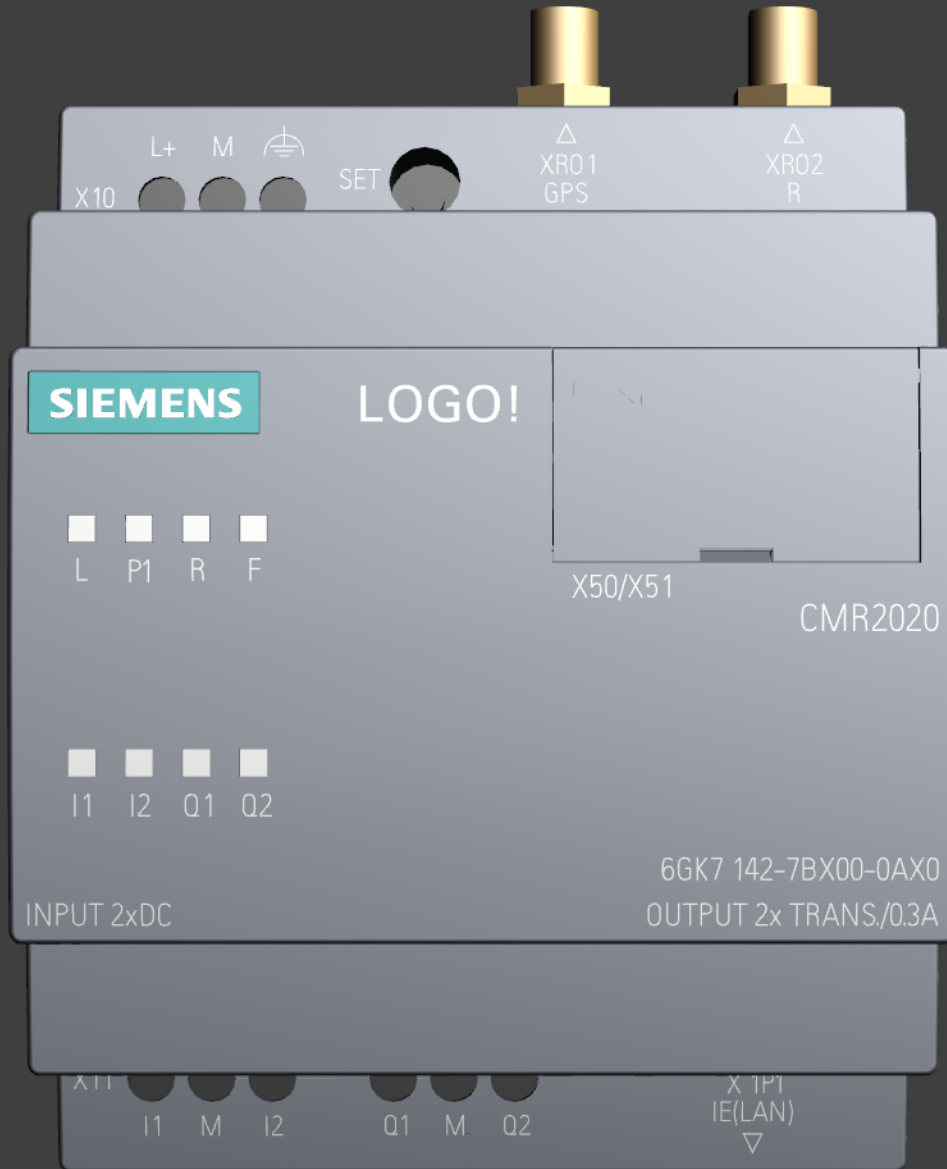 L+ M
X10
SET
XR01
GPS
XR02
R
SIEMENS
LOGO!
L P1 R F
X50/X51
CMR2020
I1 I2 Q1 Q2
6GK7 142-7BX00-0AX0
INPUT 2xDC
OUTPUT 2x TRANS./0.3A
X11
I1 M I2 Q1 M Q2
X 1P1
IE(LAN)